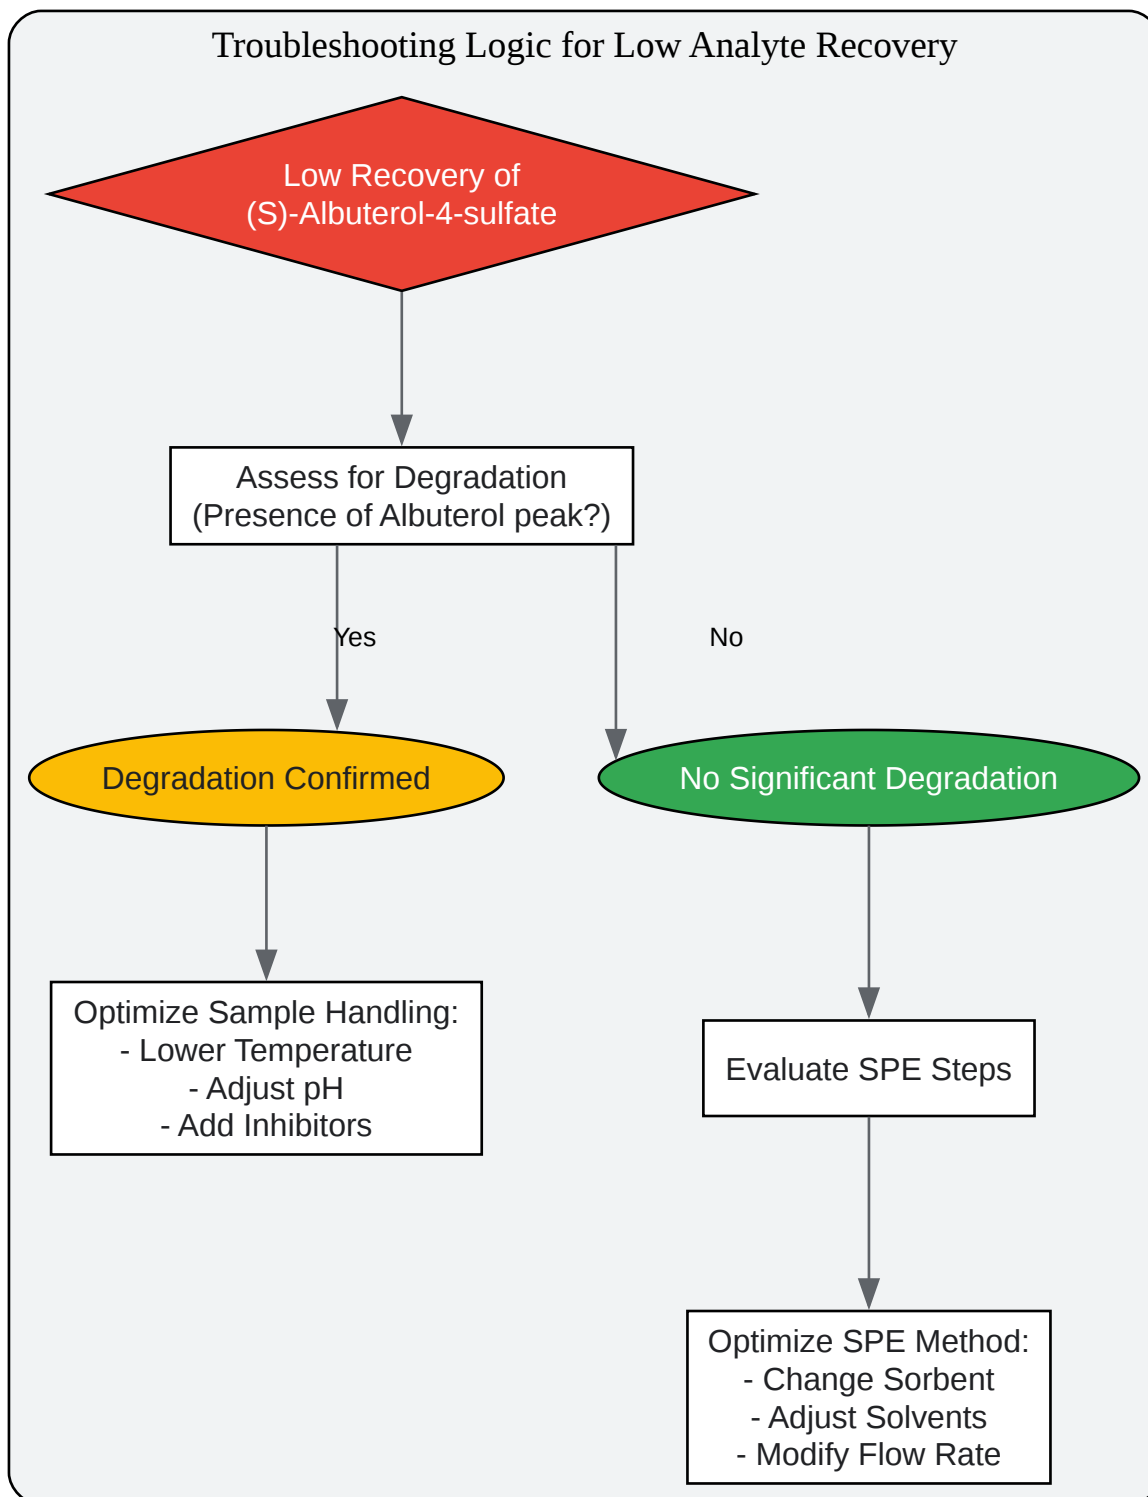 Troubleshooting Logic for Low Analyte Recovery
Low Recovery of
(S)-Albuterol-4-sulfate
Assess for Degradation
(Presence of Albuterol peak?)
Yes
No
Degradation Confirmed
No Significant Degradation
Optimize Sample Handling:
- Lower Temperature
- Adjust pH
- Add Inhibitors
Evaluate SPE Steps
Optimize SPE Method:
- Change Sorbent
- Adjust Solvents
- Modify Flow Rate